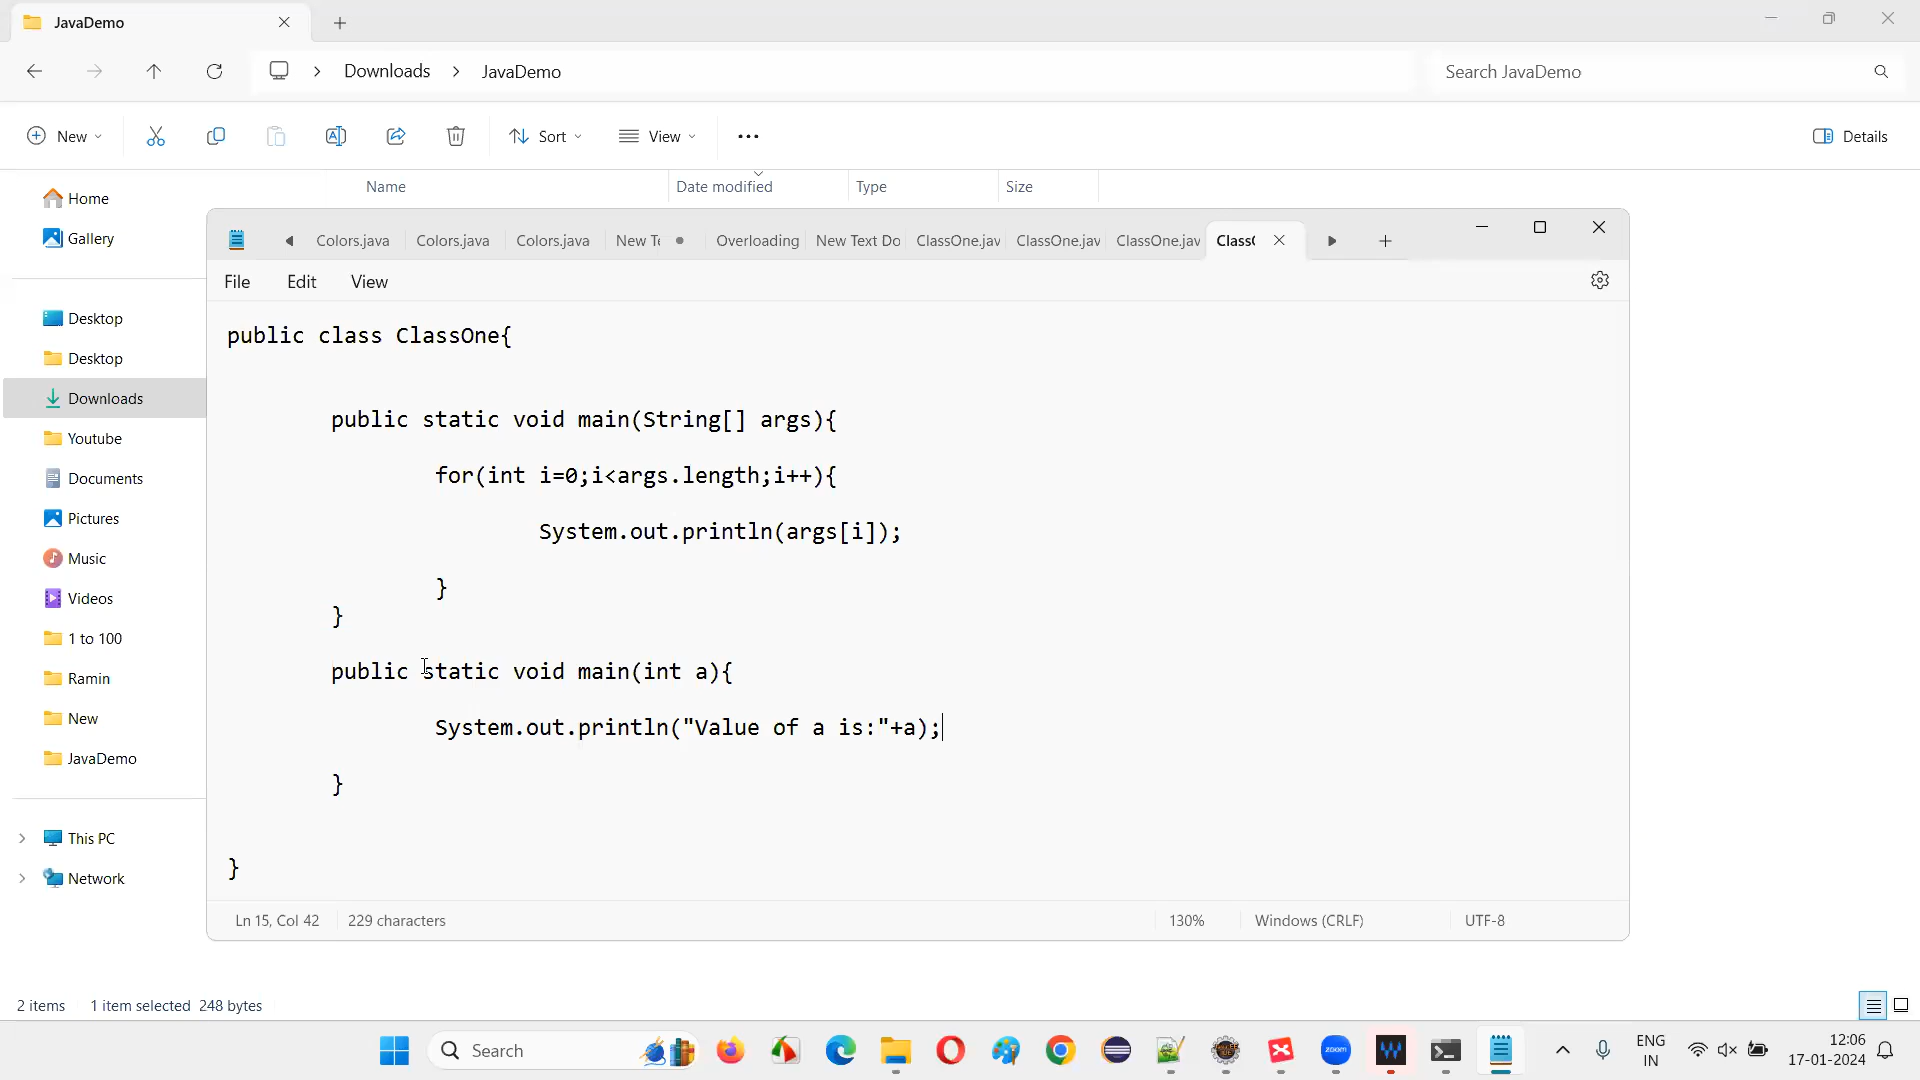 JavaDemo
Downloads
JavaDemo
Search JavaDemo
New
Sort
View
Details
Name
Date modified
Type
Size
Home
Gallery
Desktop
Desktop
Downloads
Youtube
Documents
Pictures
Music
Videos
1 to 100
Ramin
New
JavaDemo
This PC
Network
Colors.java
Colors.java
Colors.java
New Te
Overloading
New Text Do
ClassOne.jav
ClassOne.jav
ClassOne.jav
Class
File
Edit
View
public class ClassOne{
public static void main(String[] args){
for(int i=0;i<args.length;i++){
System.out.println(args[i]);
}
}
public static void main(int a){
System.out.println("Value of a is:"+a);
}
}
Ln 15, Col 42
229 characters
130%
Windows (CRLF)
UTF-8
2 items
1 item selected 248 bytes
Search
zoom
ENG
IN
12:06
17-01-2024